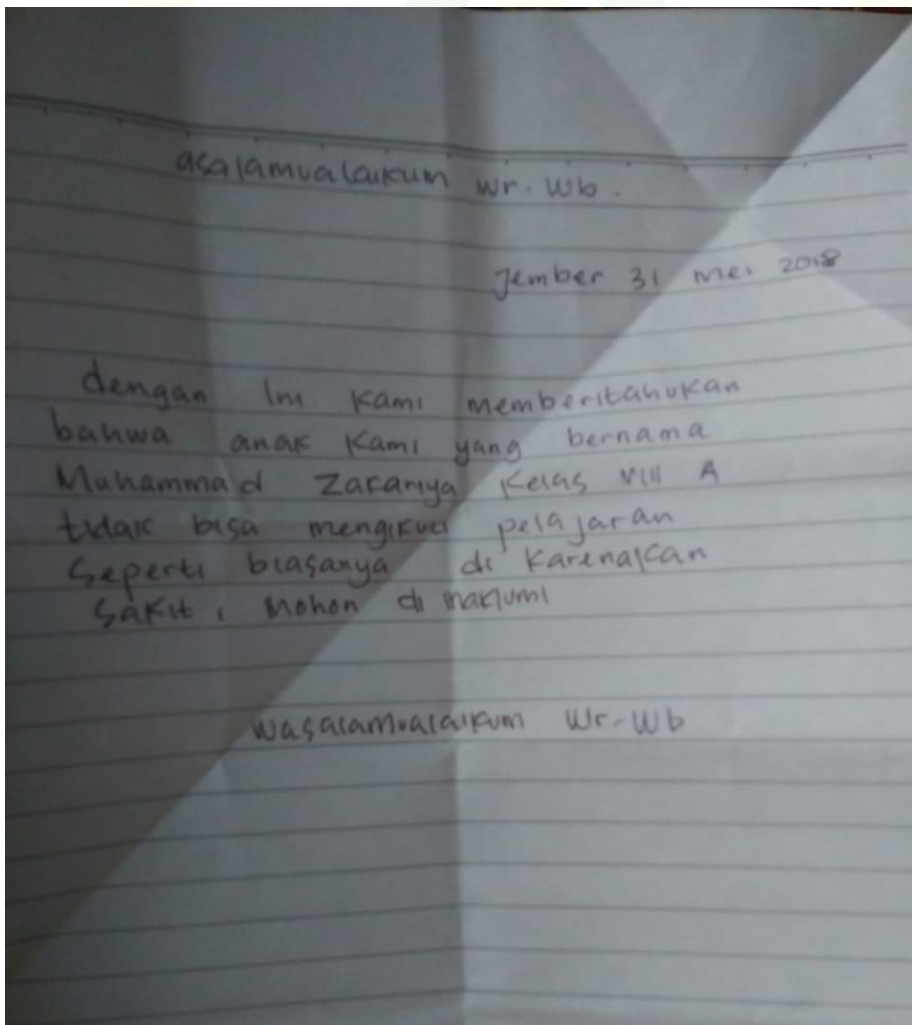 asalamualaikum wr. wb.
Jember 31 mei 2018
dengan ini kami memberitahukan
bahwa anak kami yang bernama
Muhammad Zakariya kelas VIII A
tidak bisa mengikuti pelajaran
seperti biasanya di karenakan
sakit, Mohon di maklumi
wasalamualaikum Wr-Wb